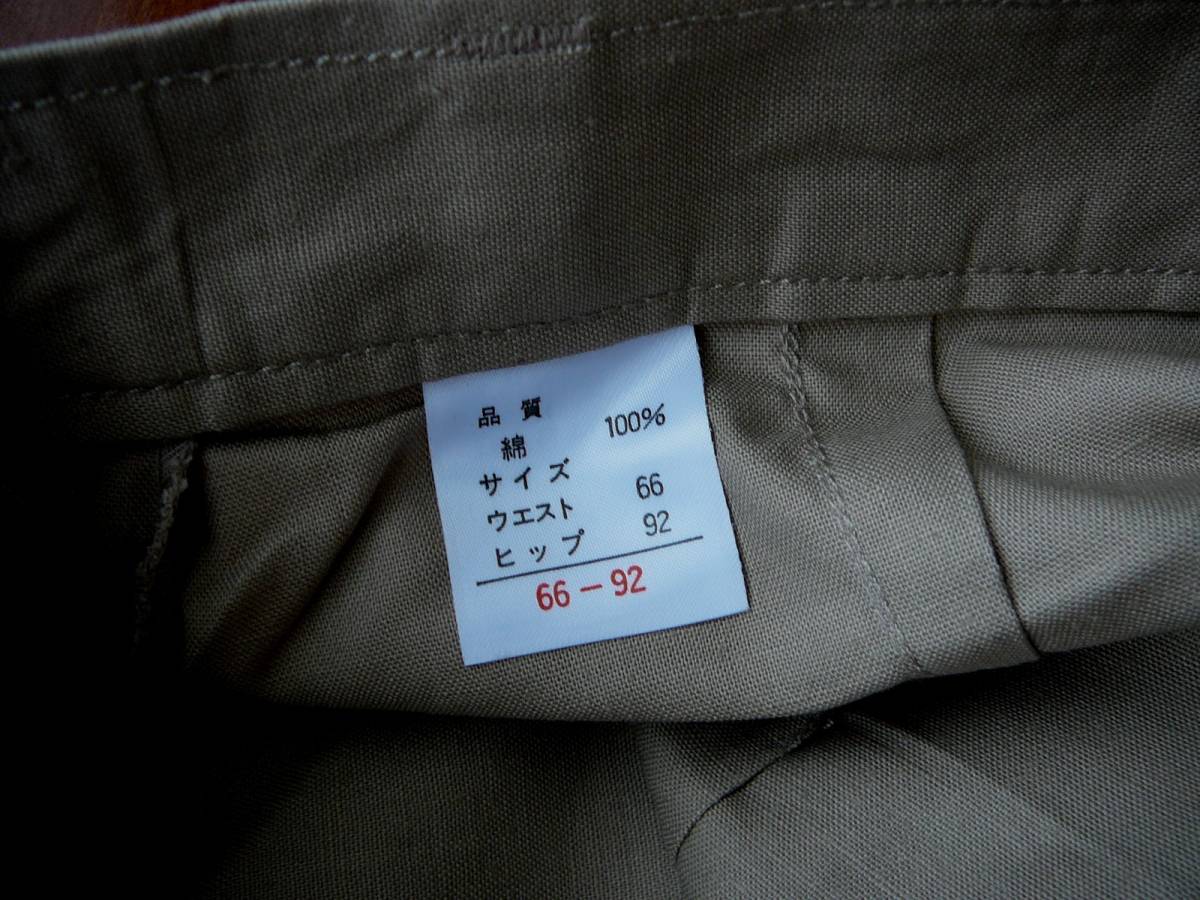 品質
綿 100%
サイズ
ウエスト 66
ヒップ 92
66-92